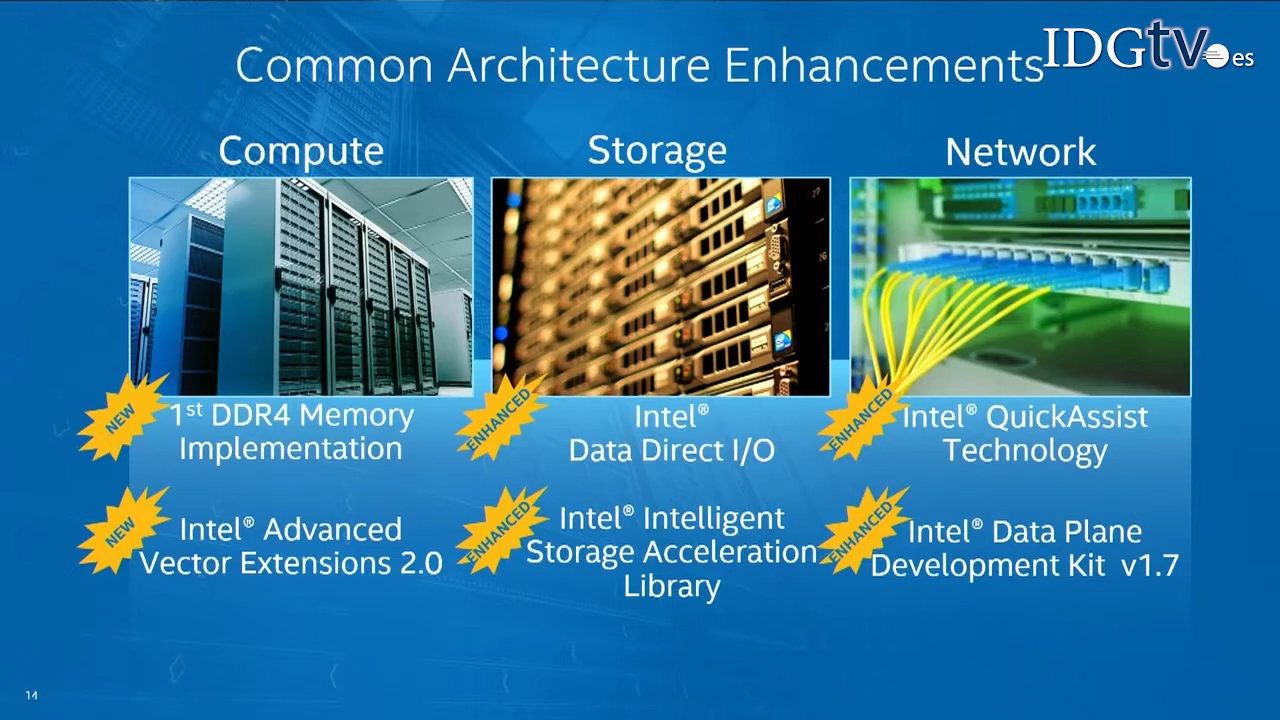 Common Architecture Enhancements
IDGtv.es
Compute
Storage
Network
NEW
1st DDR4 Memory
Implementation
ENHANCED
Intel®
Data Direct I/O
ENHANCED
Intel® QuickAssist
Technology
NEW
Intel® Advanced
Vector Extensions 2.0
ENHANCED
Intel® Intelligent
Storage Acceleration
Library
ENHANCED
Intel® Data Plane
Development Kit v1.7
14